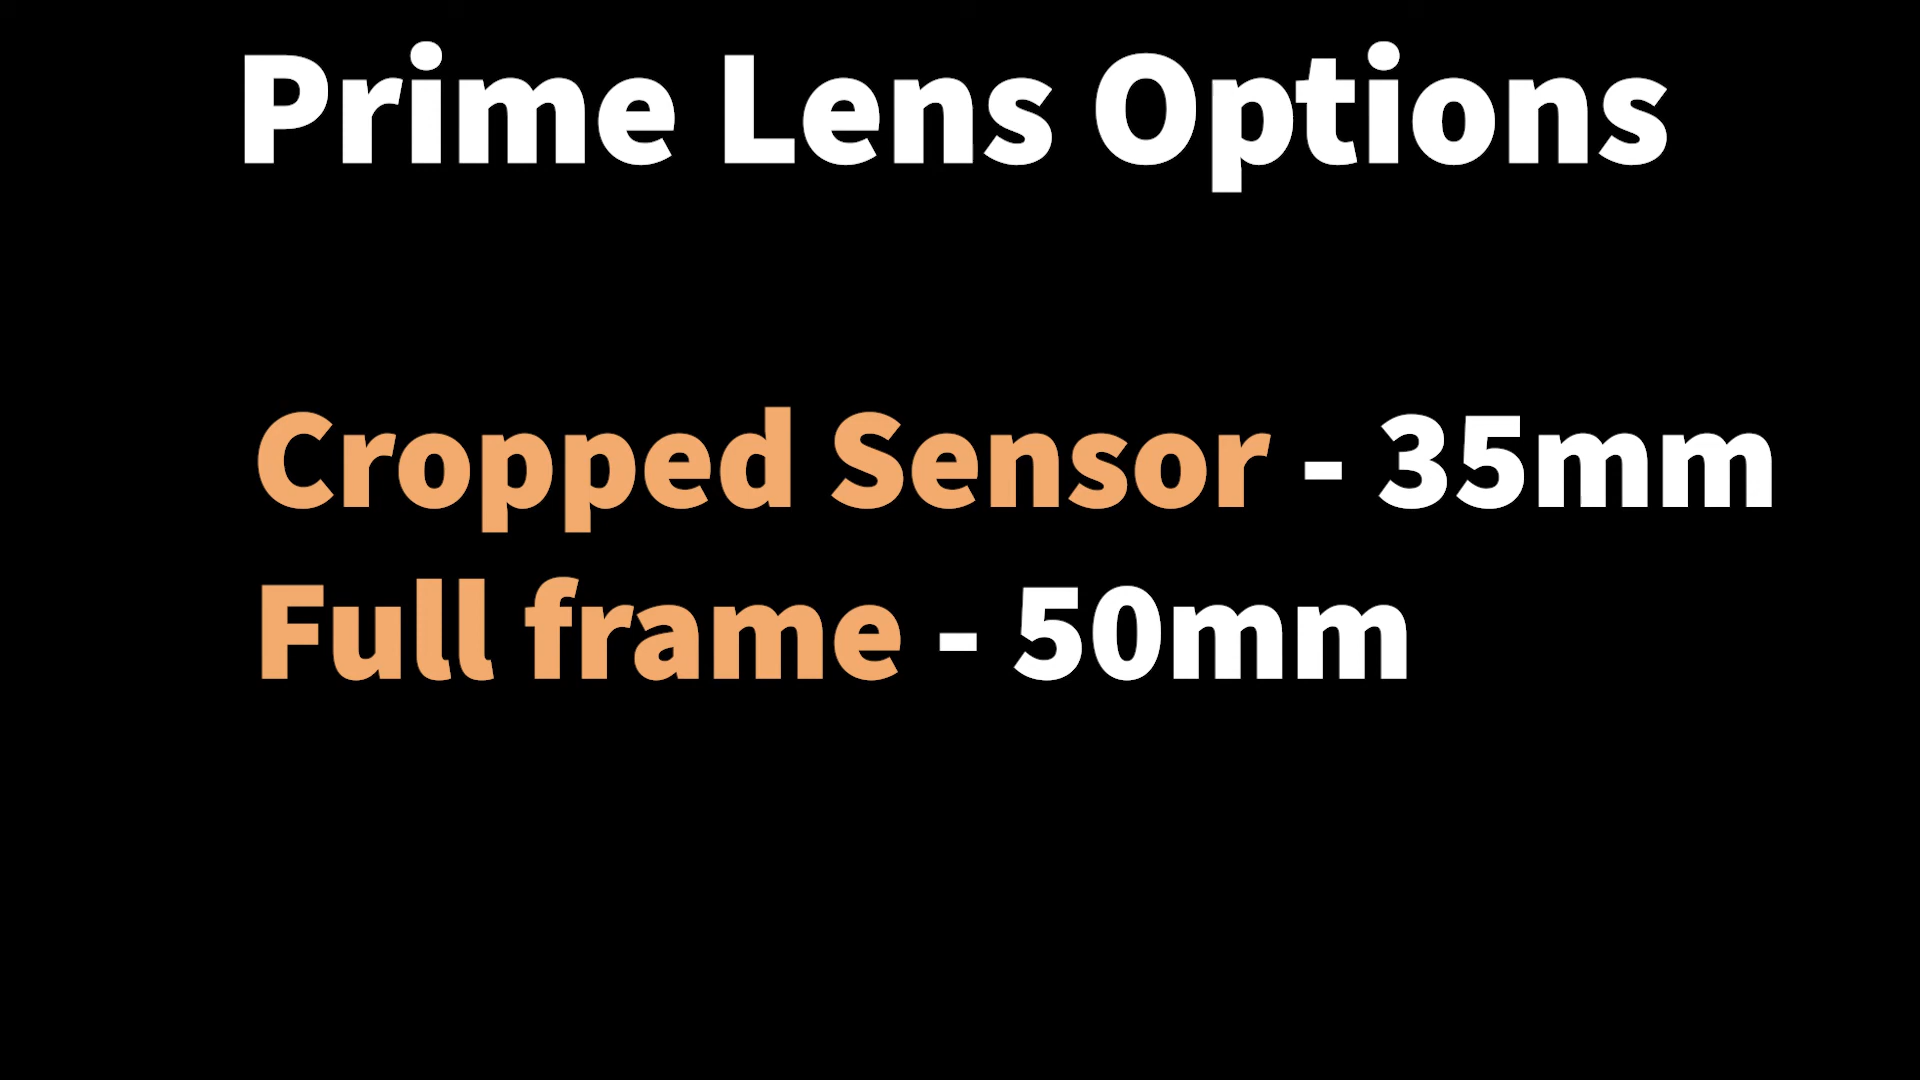 Prime Lens Options
Cropped Sensor - 35mm
Full frame - 50mm